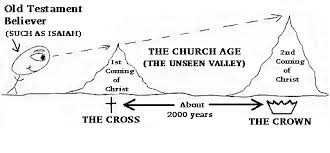 Old Testament
Believer
(SUCH AS ISAIAH)
1st
Coming
of
Christ
THE CHURCH AGE
(THE UNSEEN VALLEY)
2nd
Coming
of
Christ
About
2000 years
THE CROSS
THE CROWN